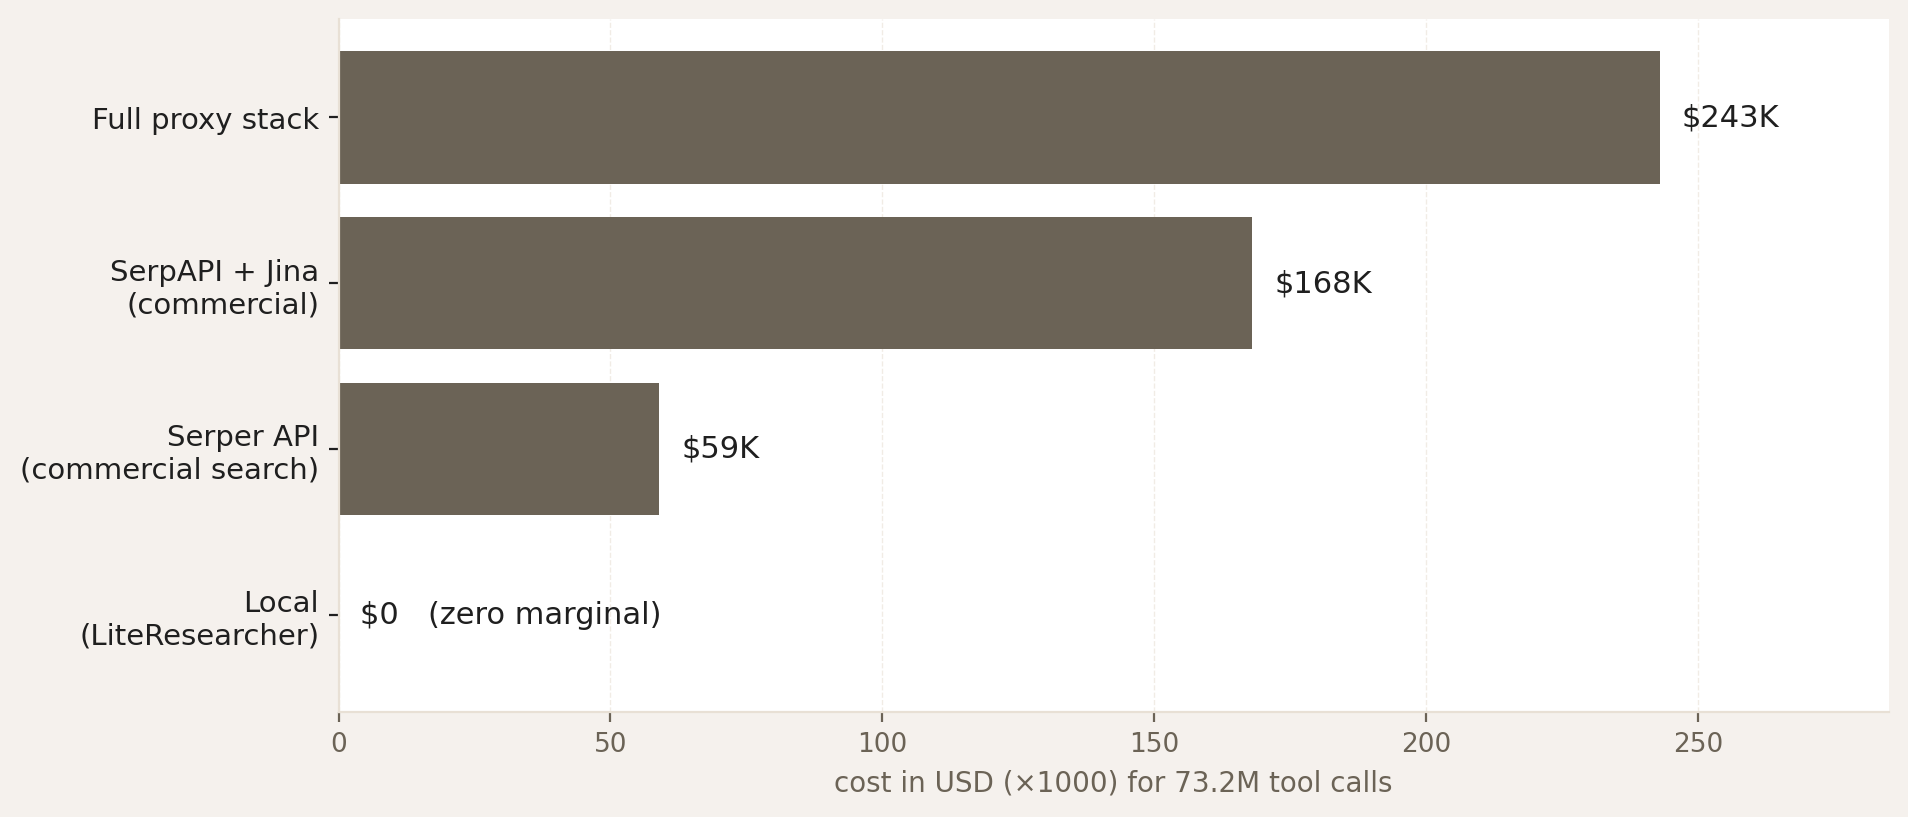 Full proxy stack
$243K
SerpAPI + Jina
(commercial)
$168K
Serper API
(commercial search)
$59K
Local
(LiteResearcher)
$0 (zero marginal)
0 50 100 150 200 250
cost in USD (×1000) for 73.2M tool calls